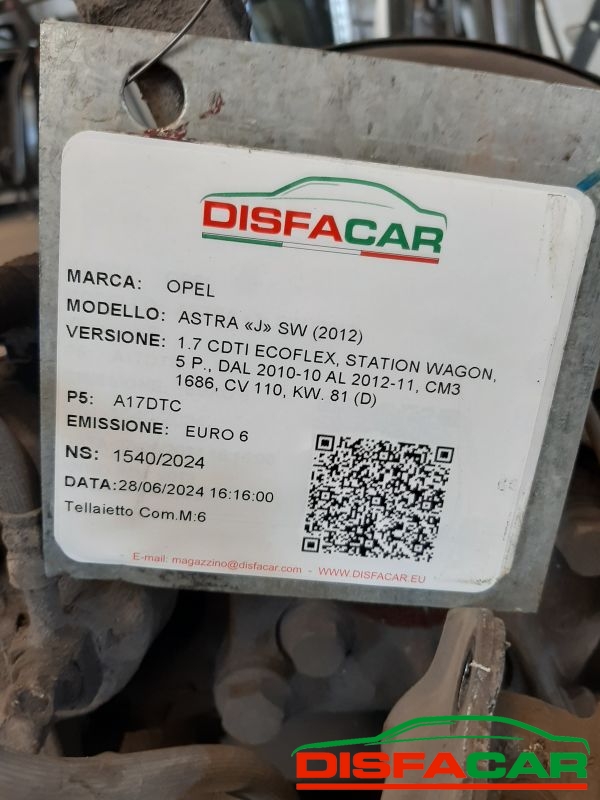 DISFACAR
MARCA: OPEL
MODELLO: ASTRA «J» SW (2012)
VERSIONE: 1.7 CDTI ECOFLEX, STATION WAGON,
5 P., DAL 2010-10 AL 2012-11, CM3
1686, CV 110, KW. 81 (D)
P5: A17DTC
EMISSIONE: EURO 6
NS: 1540/2024
DATA:28/06/2024 16:16:00
Tellaietto Com.M:6
E-mail: magazzino@disfacar.com - WWW.DISFACAR.EU
DISFACAR